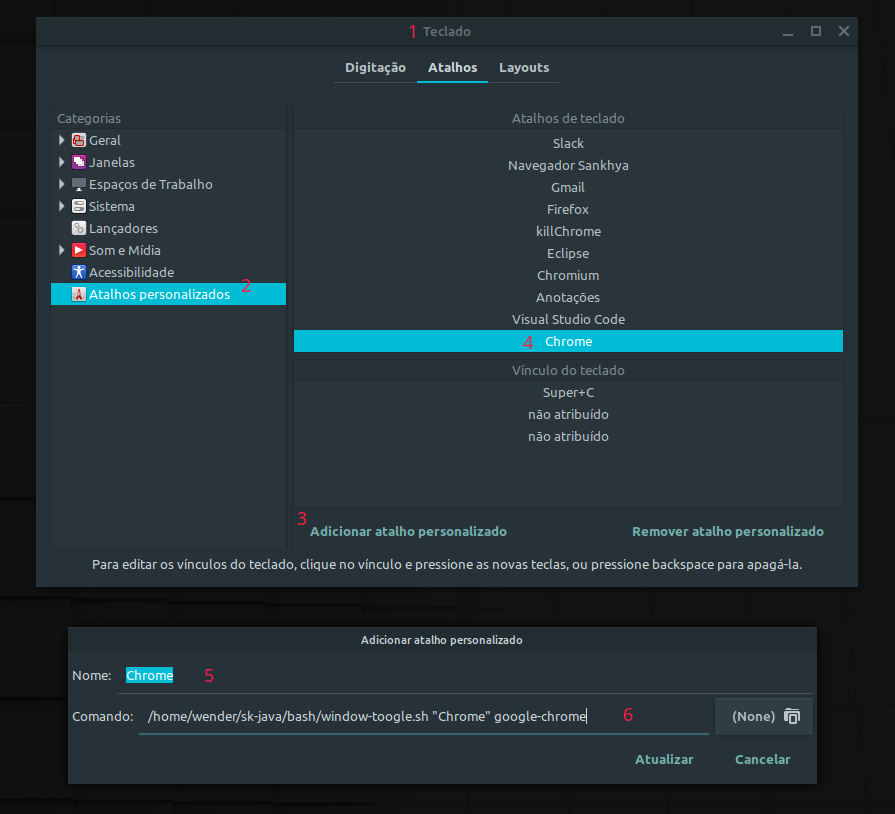 1 Teclado
Digitação Atalhos Layouts
Categorias
Geral
Janelas
Espaços de Trabalho
Sistema
Lançadores
Som e Mídia
Acessibilidade
Atalhos personalizados 2
Atalhos de teclado
Slack
Navegador Sankhya
Gmail
Firefox
killChrome
Eclipse
Chromium
Anotações
Visual Studio Code
4 Chrome
Vínculo do teclado
Super+C
não atribuído
não atribuído
3 Adicionar atalho personalizado Remover atalho personalizado
Para editar os vínculos do teclado, clique no vínculo e pressione as novas teclas, ou pressione backspace para apagá-la.
Adicionar atalho personalizado
Nome: Chrome 5
Comando: /home/wender/sk-java/bash/window-toogle.sh "Chrome" google-chrome 6 (None)
Atualizar Cancelar